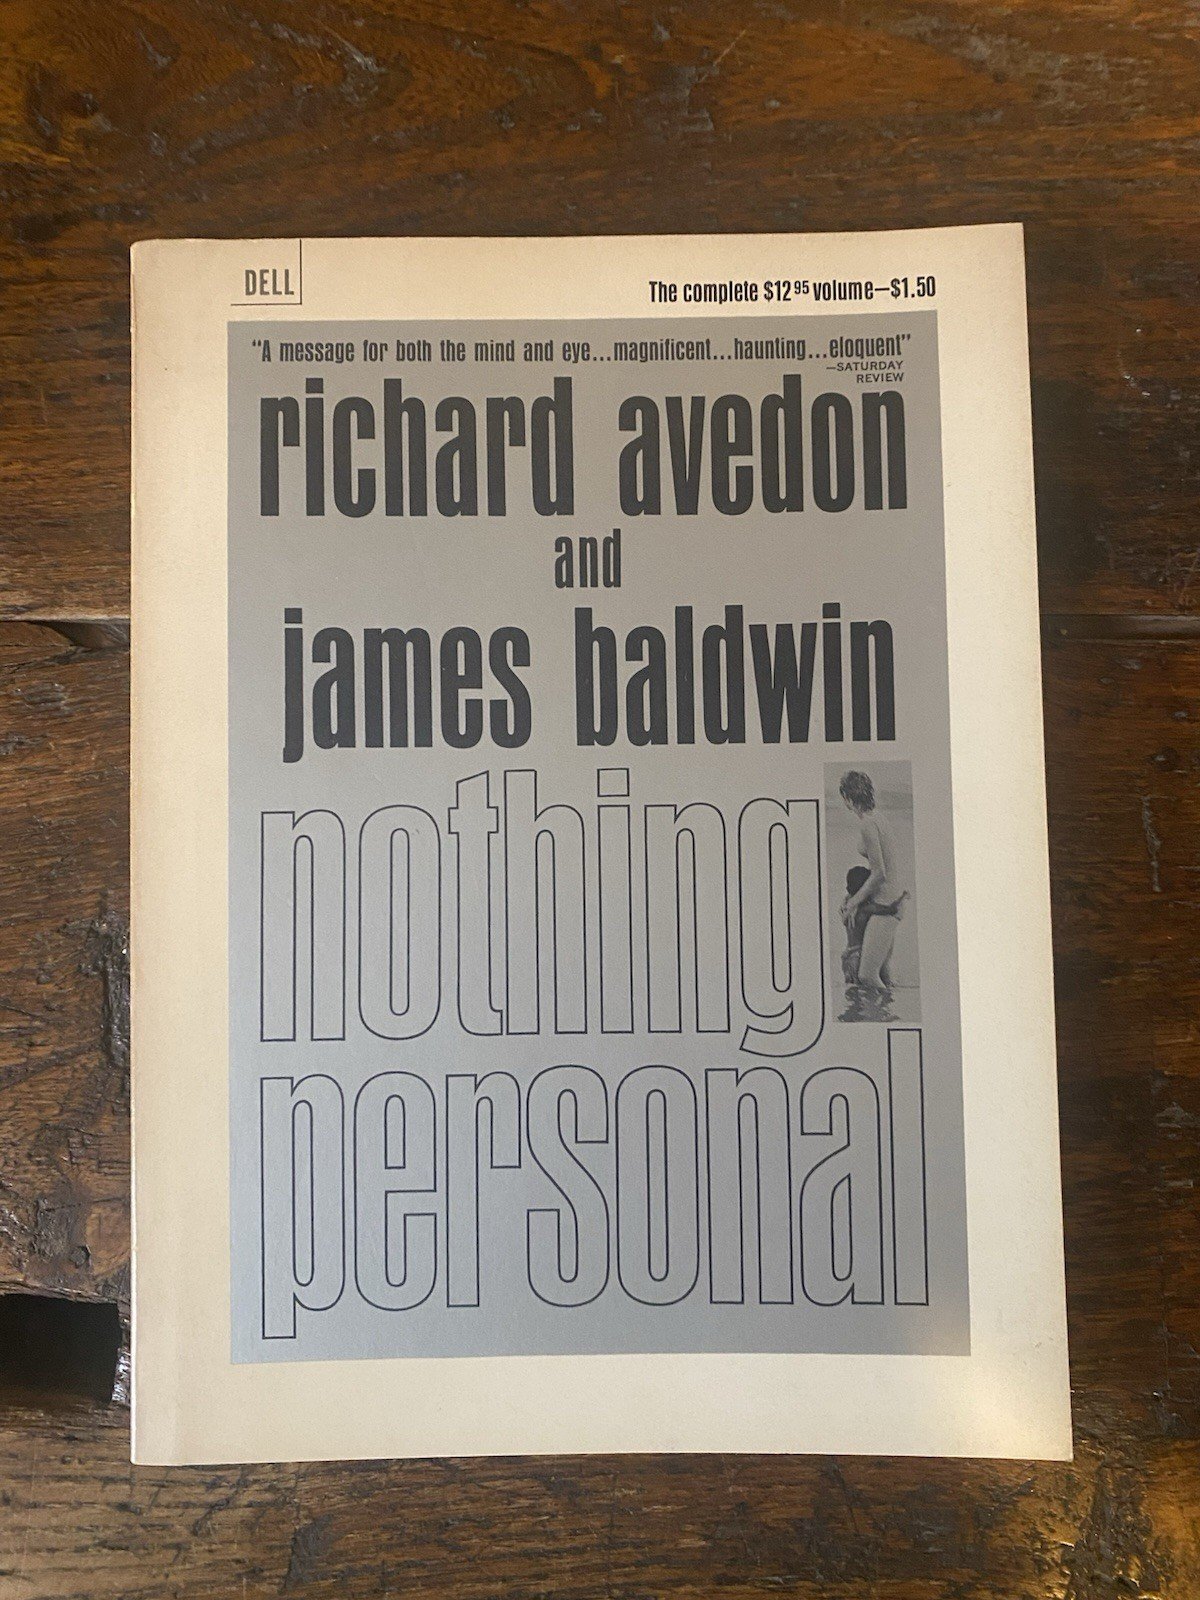 DELL
The complete $12 95 volume—$1.50
“A message for both the mind and eye...magnificent...haunting...eloquent”
—SATURDAY
REVIEW
richard avedon
and
james baldwin
nothing
personal